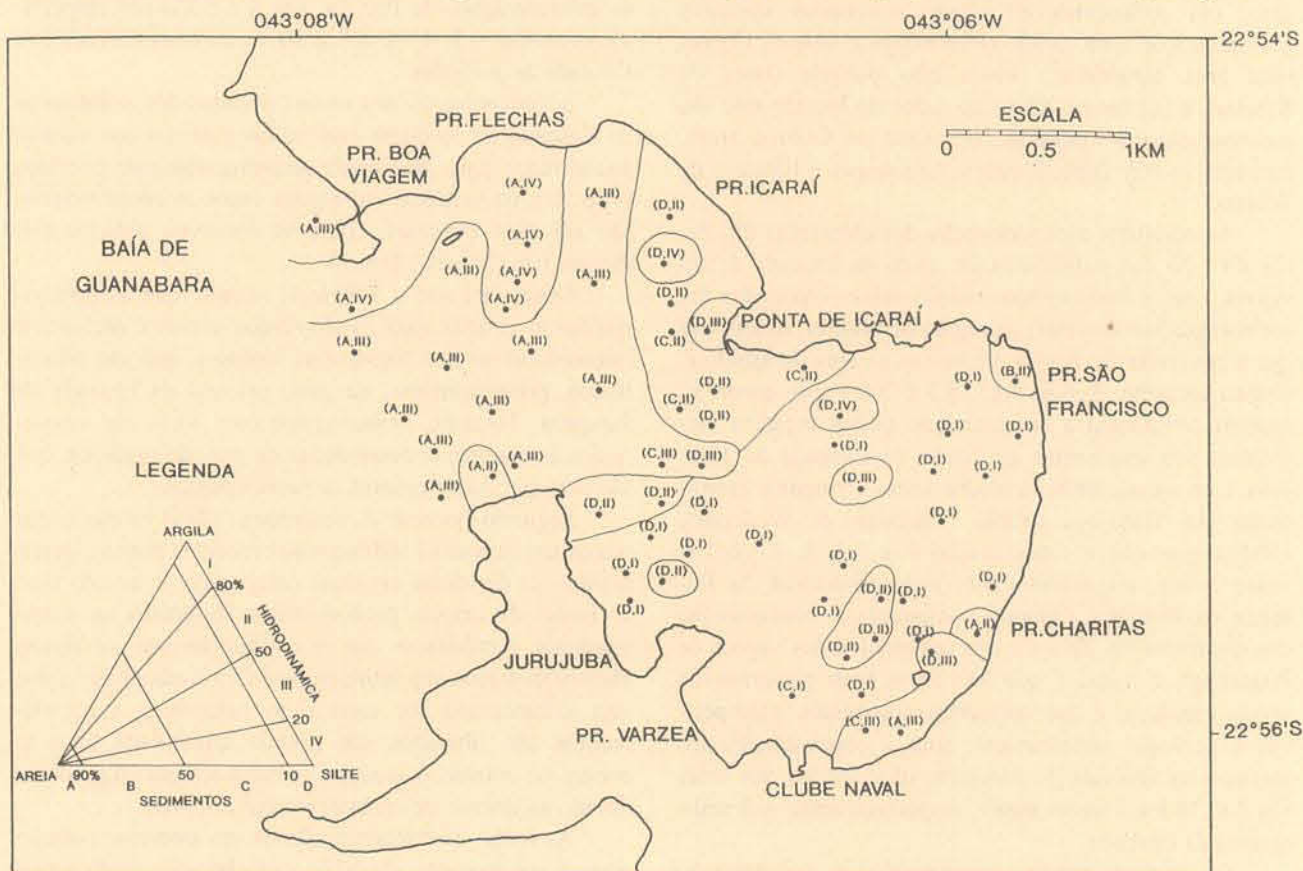 043°08'W 043°06'W
22°54'S
PR.FLECHAS
ESCALA
0 0.5 1KM
PR. BOA
VIAGEM
PR.ICARAÍ
(A,IV) (A,III) (D,II)
(A,III)
BAÍA DE
GUANABARA
(A,IV) (D,IV)
(A,III) (A,IV) (A,III)
(A,IV) (A,IV) (D,II)
(D,III) PONTA DE ICARAÍ
(C,II)
(A,III) (A,III) (A,III) (C,II)
(B,II) PR.SÃO
FRANCISCO
(A,III) (D,II) (D,I)
(A,III) (A,III) (C,II) (D,II) (D,IV)
(D,I) (D,I) (D,I)
LEGENDA
(A,III) (A,III) (C,III) (D,III) (D,I) (D,I)
(A,II) (D,III)
(A,III) (D,II) (D,II) (D,I)
(D,I)
ARGILA
(D,I) (D,I) (D,I)
(D,I) (D,II) (D,I) (D,I)
(D,I) (D,I) (D,II) (D,I)
(A,II) PR.CHARITAS
(D,II) (D,I)
(D,II) (D,III)
JURUJUBA
(C,I) (D,I)
PR. VARZEA
(C,III) (A,III)
22°56'S
CLUBE NAVAL
I
80%
II
HIDRODINÂMICA
50
III
20
IV
AREIA 90% 50 10 SILTE
A B C D
SEDIMENTOS